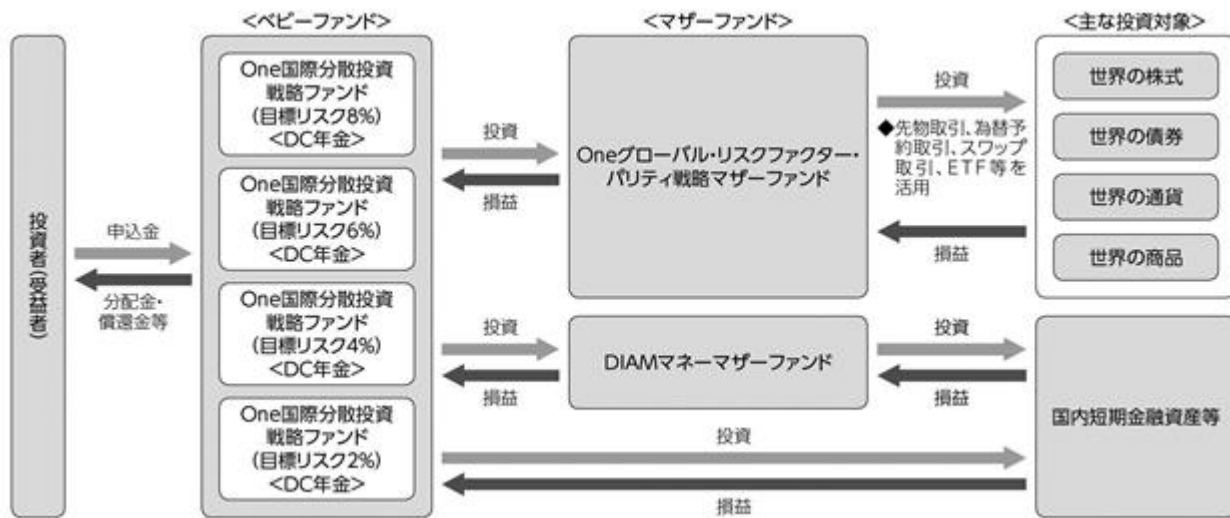 <ベビーファンド>
<マザーファンド>
<主な投資対象>
投資者(受益者)
申込金
分配金・
償還金等
One国際分散投資
戦略ファンド
(目標リスク8%)
<DC年金>
One国際分散投資
戦略ファンド
(目標リスク6%)
<DC年金>
One国際分散投資
戦略ファンド
(目標リスク4%)
<DC年金>
One国際分散投資
戦略ファンド
(目標リスク2%)
<DC年金>
投資
損益
Oneグローバル・リスクファクター・
パリティ戦略マザーファンド
投資
◆先物取引、為替予
約取引、スワップ
取引、ETF等を
活用
損益
世界の株式
世界の債券
世界の通貨
世界の商品
投資
損益
DIAMマネーマザーファンド
投資
損益
投資
損益
国内短期金融資産等